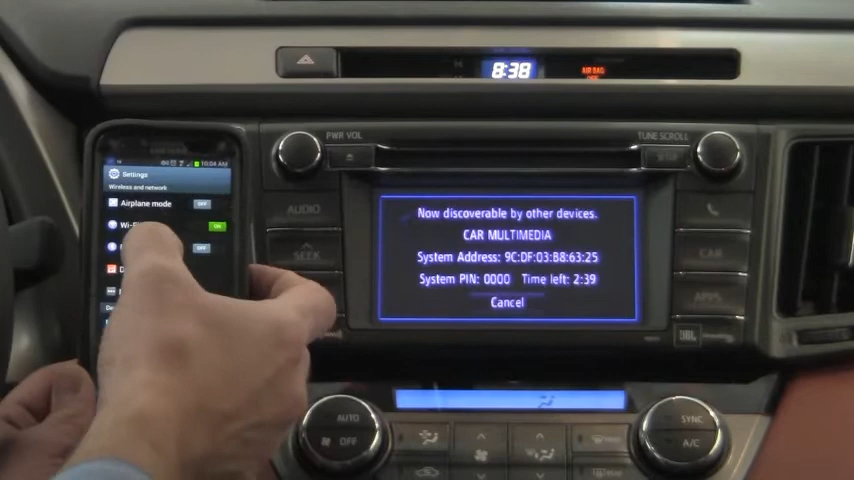 8:38
AIR BAG
PWR VOL
TUNE SCROLL
10:04 AM
Settings
Wireless and network
Airplane mode
OFF
Wi-Fi
ON
OFF
AUDIO
SEEK
Now discoverable by other devices.
CAR MULTIMEDIA
System Address: 9C:DF:03:B8:63:25
System PIN: 0000 Time left: 2:39
Cancel
CAR
APPS
JBL
AUTO
OFF
SYNC
A/C